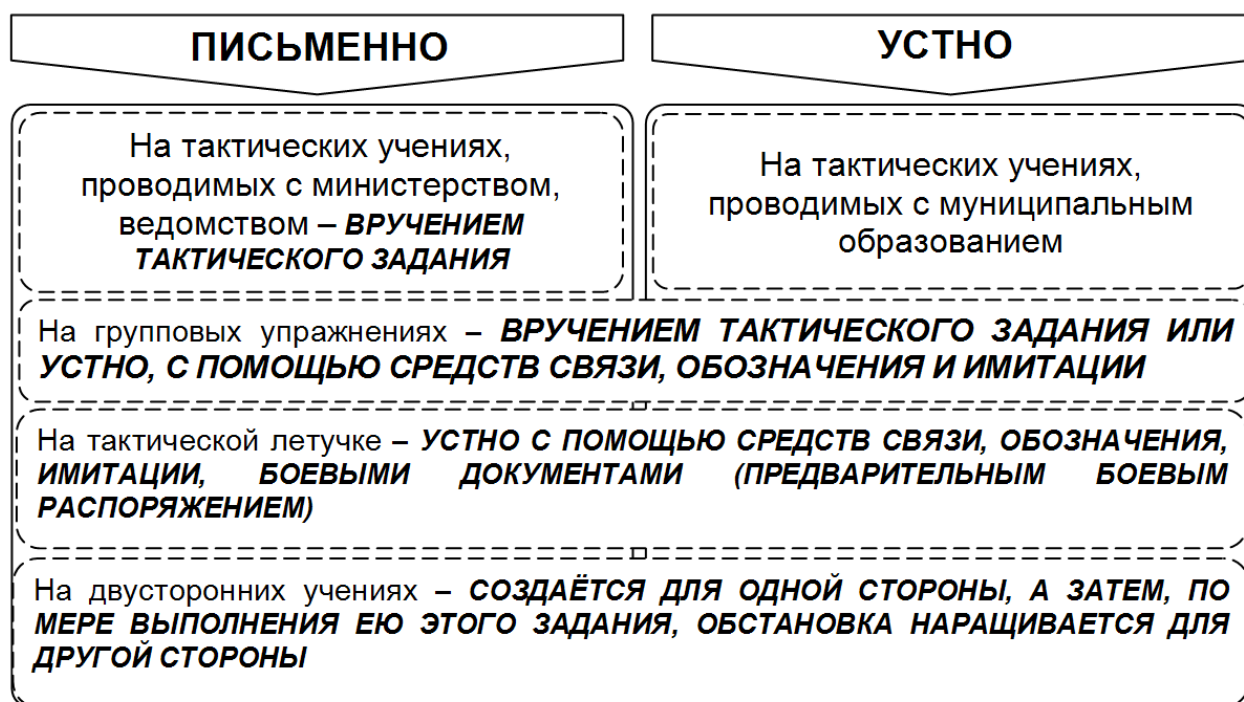 ПИСЬМЕННО
УСТНО
На тактических учениях,
проводимых с министерством,
ведомством – ВРУЧЕНИЕМ
ТАКТИЧЕСКОГО ЗАДАНИЯ
На тактических учениях,
проводимых с муниципальным
образованием
На групповых упражнениях – ВРУЧЕНИЕМ ТАКТИЧЕСКОГО ЗАДАНИЯ ИЛИ
УСТНО, С ПОМОЩЬЮ СРЕДСТВ СВЯЗИ, ОБОЗНАЧЕНИЯ И ИМИТАЦИИ
На тактической летучке – УСТНО С ПОМОЩЬЮ СРЕДСТВ СВЯЗИ, ОБОЗНАЧЕНИЯ,
ИМИТАЦИИ, БОЕВЫМИ ДОКУМЕНТАМИ (ПРЕДВАРИТЕЛЬНЫМ БОЕВЫМ
РАСПОРЯЖЕНИЕМ)
На двусторонних учениях – СОЗДАЁТСЯ ДЛЯ ОДНОЙ СТОРОНЫ, А ЗАТЕМ, ПО
МЕРЕ ВЫПОЛНЕНИЯ ЕЮ ЭТОГО ЗАДАНИЯ, ОБСТАНОВКА НАРАЩИВАЕТСЯ ДЛЯ
ДРУГОЙ СТОРОНЫ